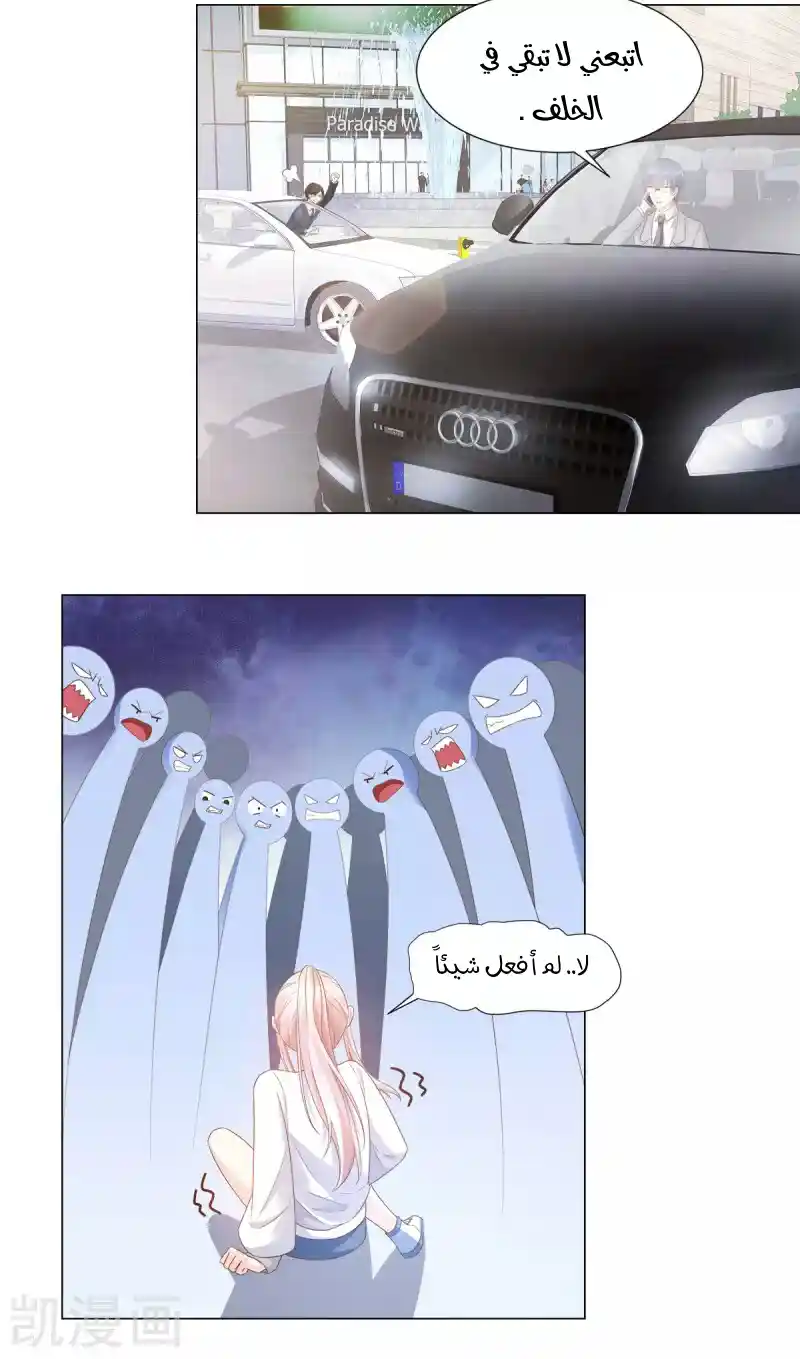 اتبعني لا تبقي في
الخلف .
Paradise W
لا.. لم أفعل شيئاً
凯漫画